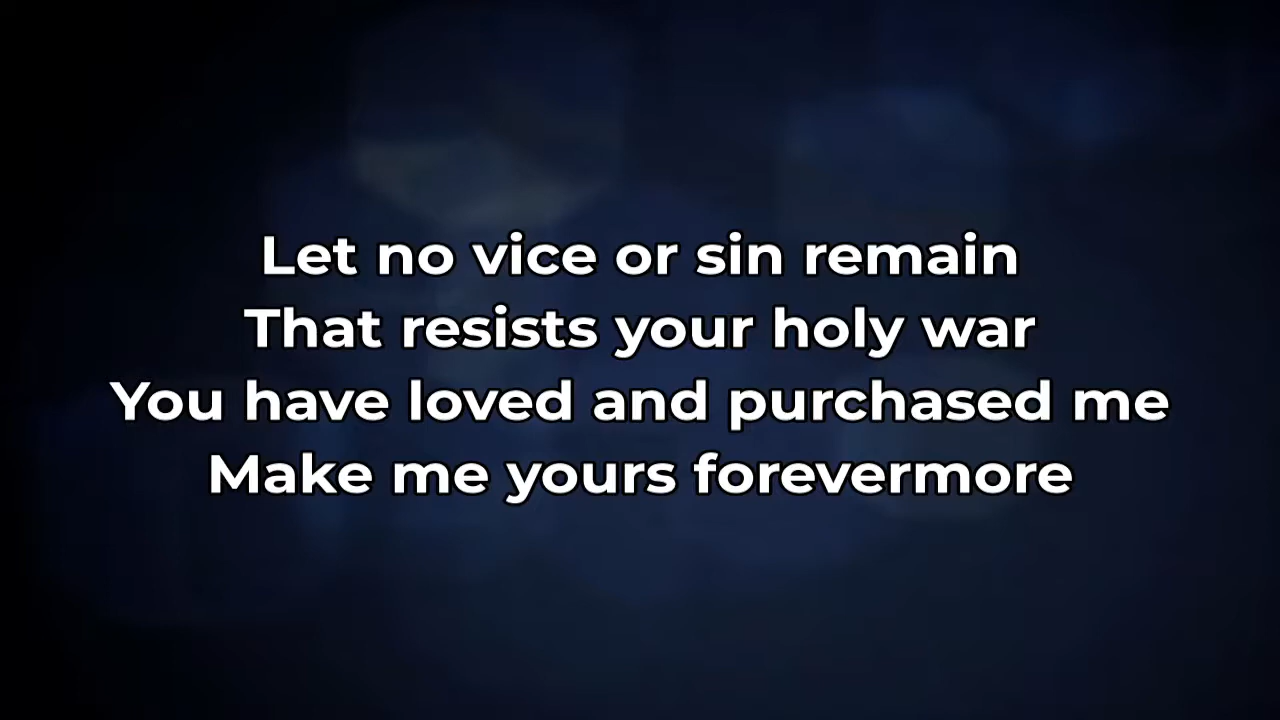 Let no vice or sin remain
That resists your holy war
You have loved and purchased me
Make me yours forevermore